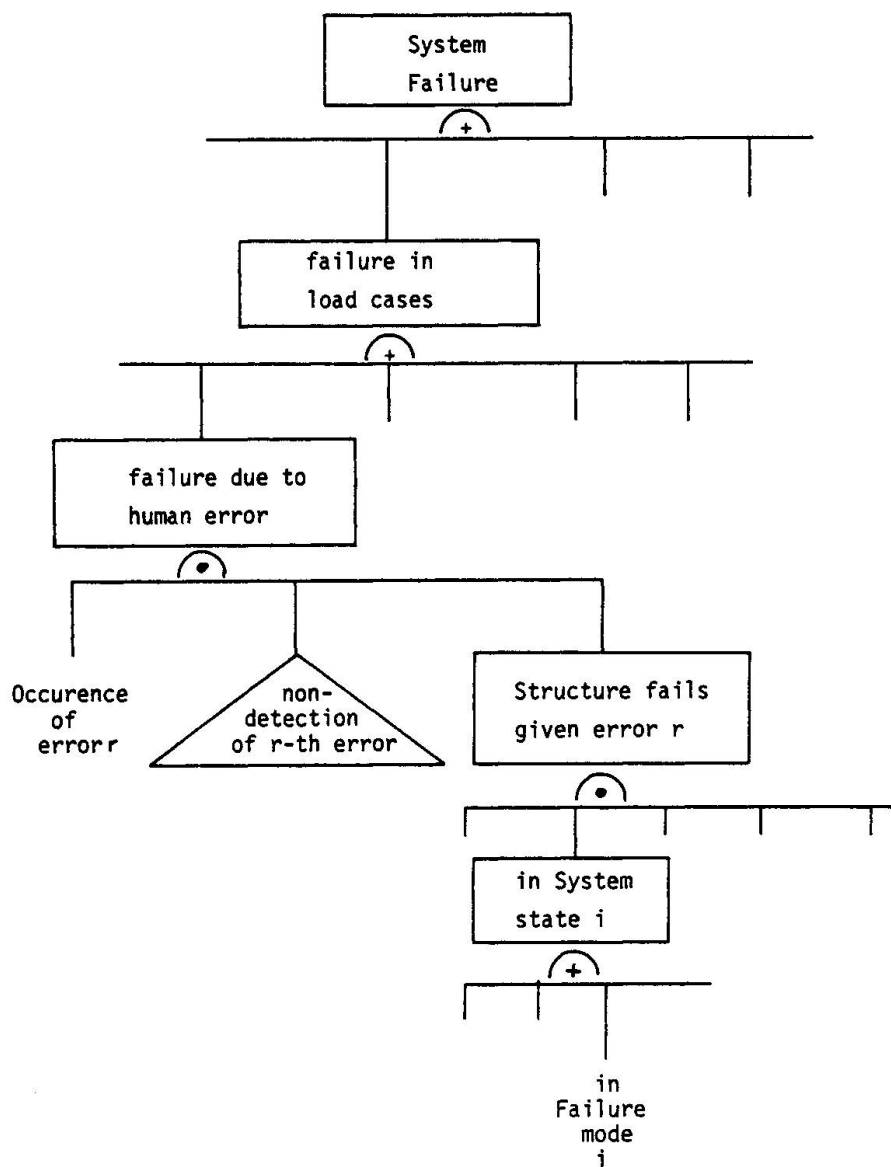 System
Failure
+
failure in
load cases
+
failure due to
human error
Occurence
of
error r
non-
detection
of r-th error
Structure fails
given error r
in System
state i
+
in
Failure
mode
j